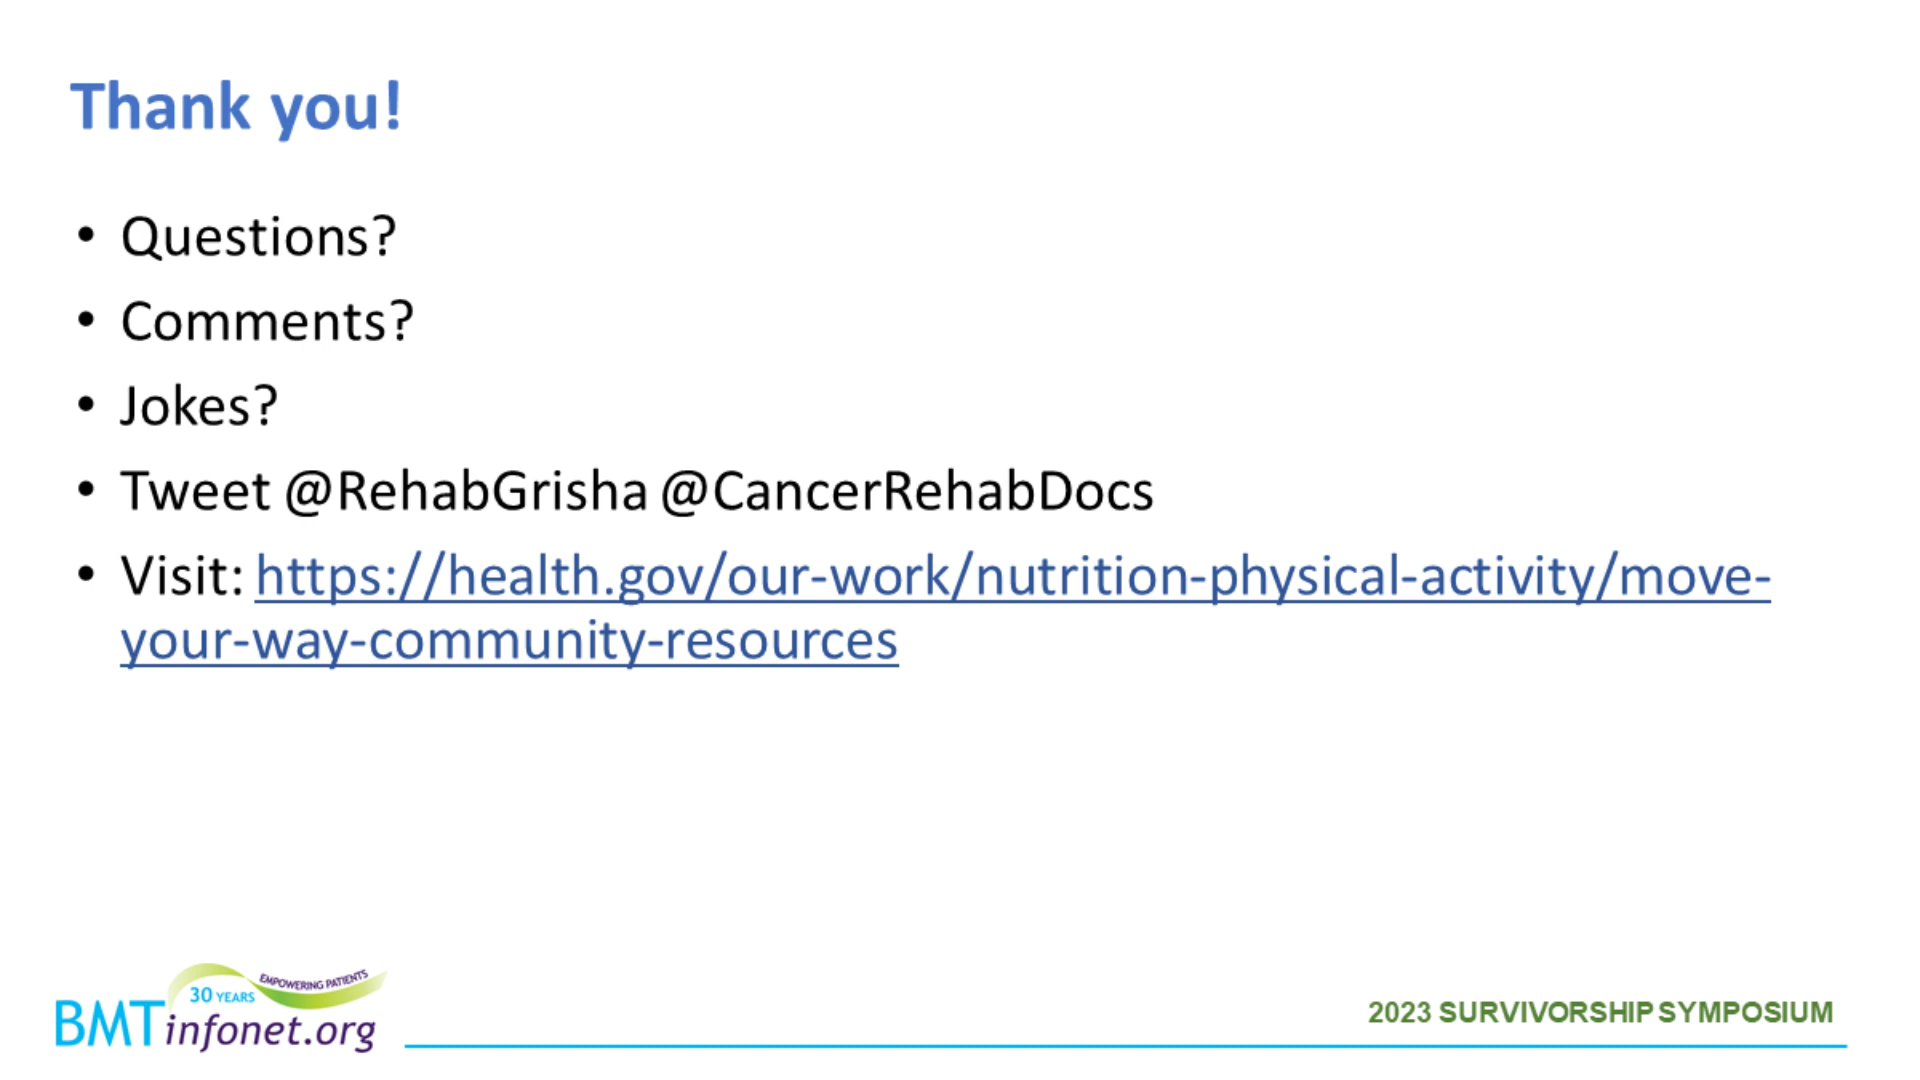 Thank you!
• Questions?
• Comments?
• Jokes?
• Tweet @RehabGrisha @CancerRehabDocs
• Visit: https://health.gov/our-work/nutrition-physical-activity/move-
your-way-community-resources
EMPOWERING PATIENTS
30 YEARS
BMTinfonet.org
2023 SURVIVORSHIP SYMPOSIUM